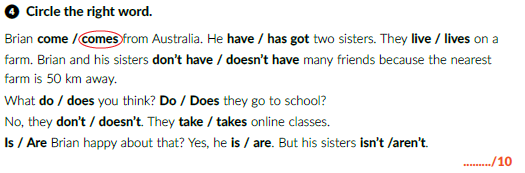 4 Circle the right word.
Brian come / comes from Australia. He have / has got two sisters. They live / lives on a
farm. Brian and his sisters don't have / doesn't have many friends because the nearest
farm is 50 km away.
What do / does you think? Do / Does they go to school?
No, they don't / doesn't. They take / takes online classes.
Is / Are Brian happy about that? Yes, he is / are. But his sisters isn't /aren't.
........./10